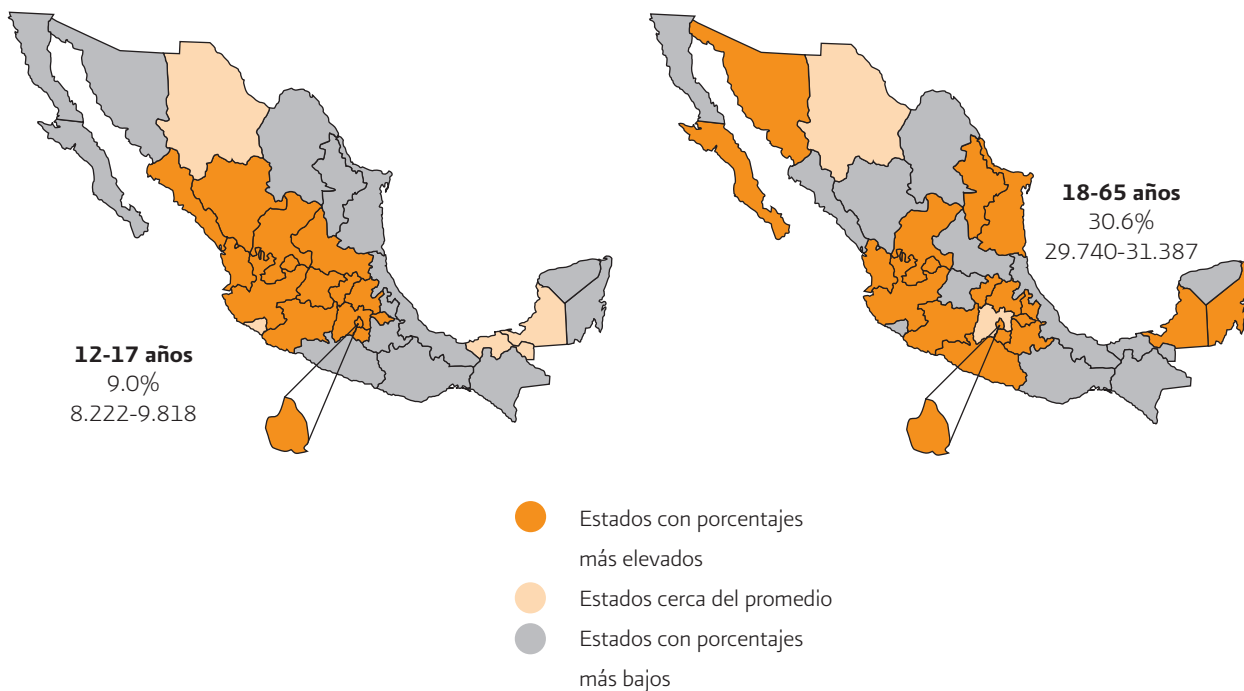 12-17 años
9.0%
8.222-9.818
18-65 años
30.6%
29.740-31.387
Estados con porcentajes
más elevados
Estados cerca del promedio
Estados con porcentajes
más bajos